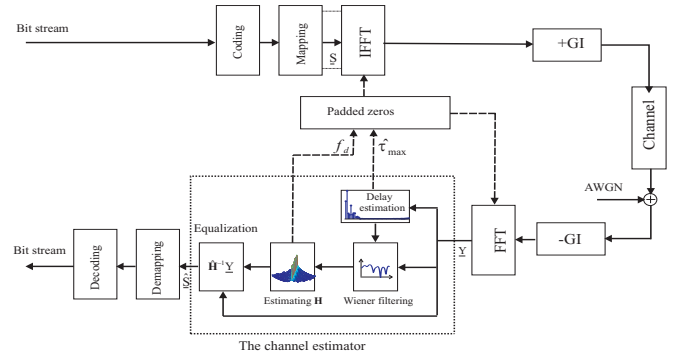 Bit stream
Coding
Mapping
S
IFFT
+GI
Padded zeros
Channel
f_d
τ̂_max
AWGN
Delay
estimation
Equalization
FFT
-GI
Y
Bit stream
Decoding
Demapping
Ŝ
Ĥ⁻¹Y
Estimating H
Wiener filtering
The channel estimator